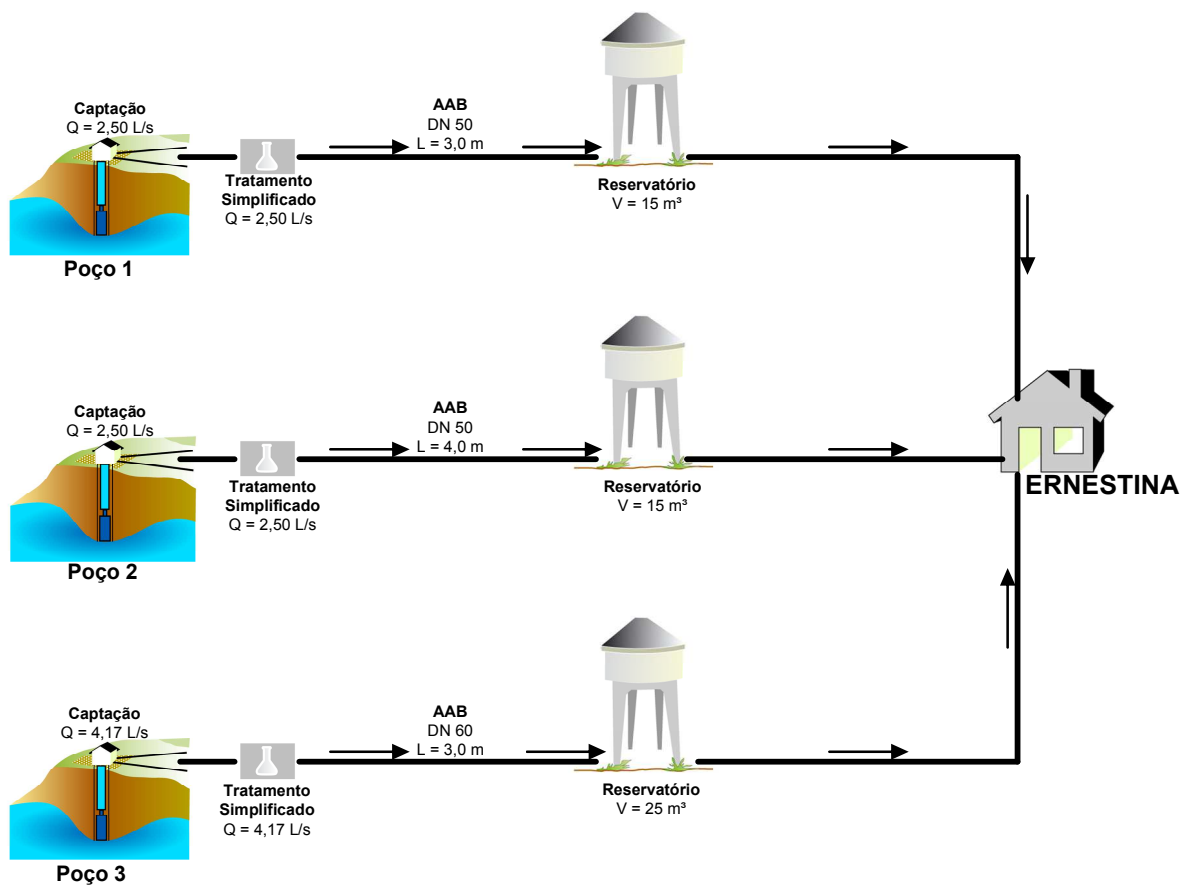 Captação
Q = 2,50 L/s
AAB
DN 50
L = 3,0 m
Tratamento
Simplificado
Q = 2,50 L/s
Reservatório
V = 15 m³
Poço 1
Captação
Q = 2,50 L/s
AAB
DN 50
L = 4,0 m
Tratamento
Simplificado
Q = 2,50 L/s
Reservatório
V = 15 m³
ERNESTINA
Poço 2
Captação
Q = 4,17 L/s
AAB
DN 60
L = 3,0 m
Tratamento
Simplificado
Q = 4,17 L/s
Reservatório
V = 25 m³
Poço 3